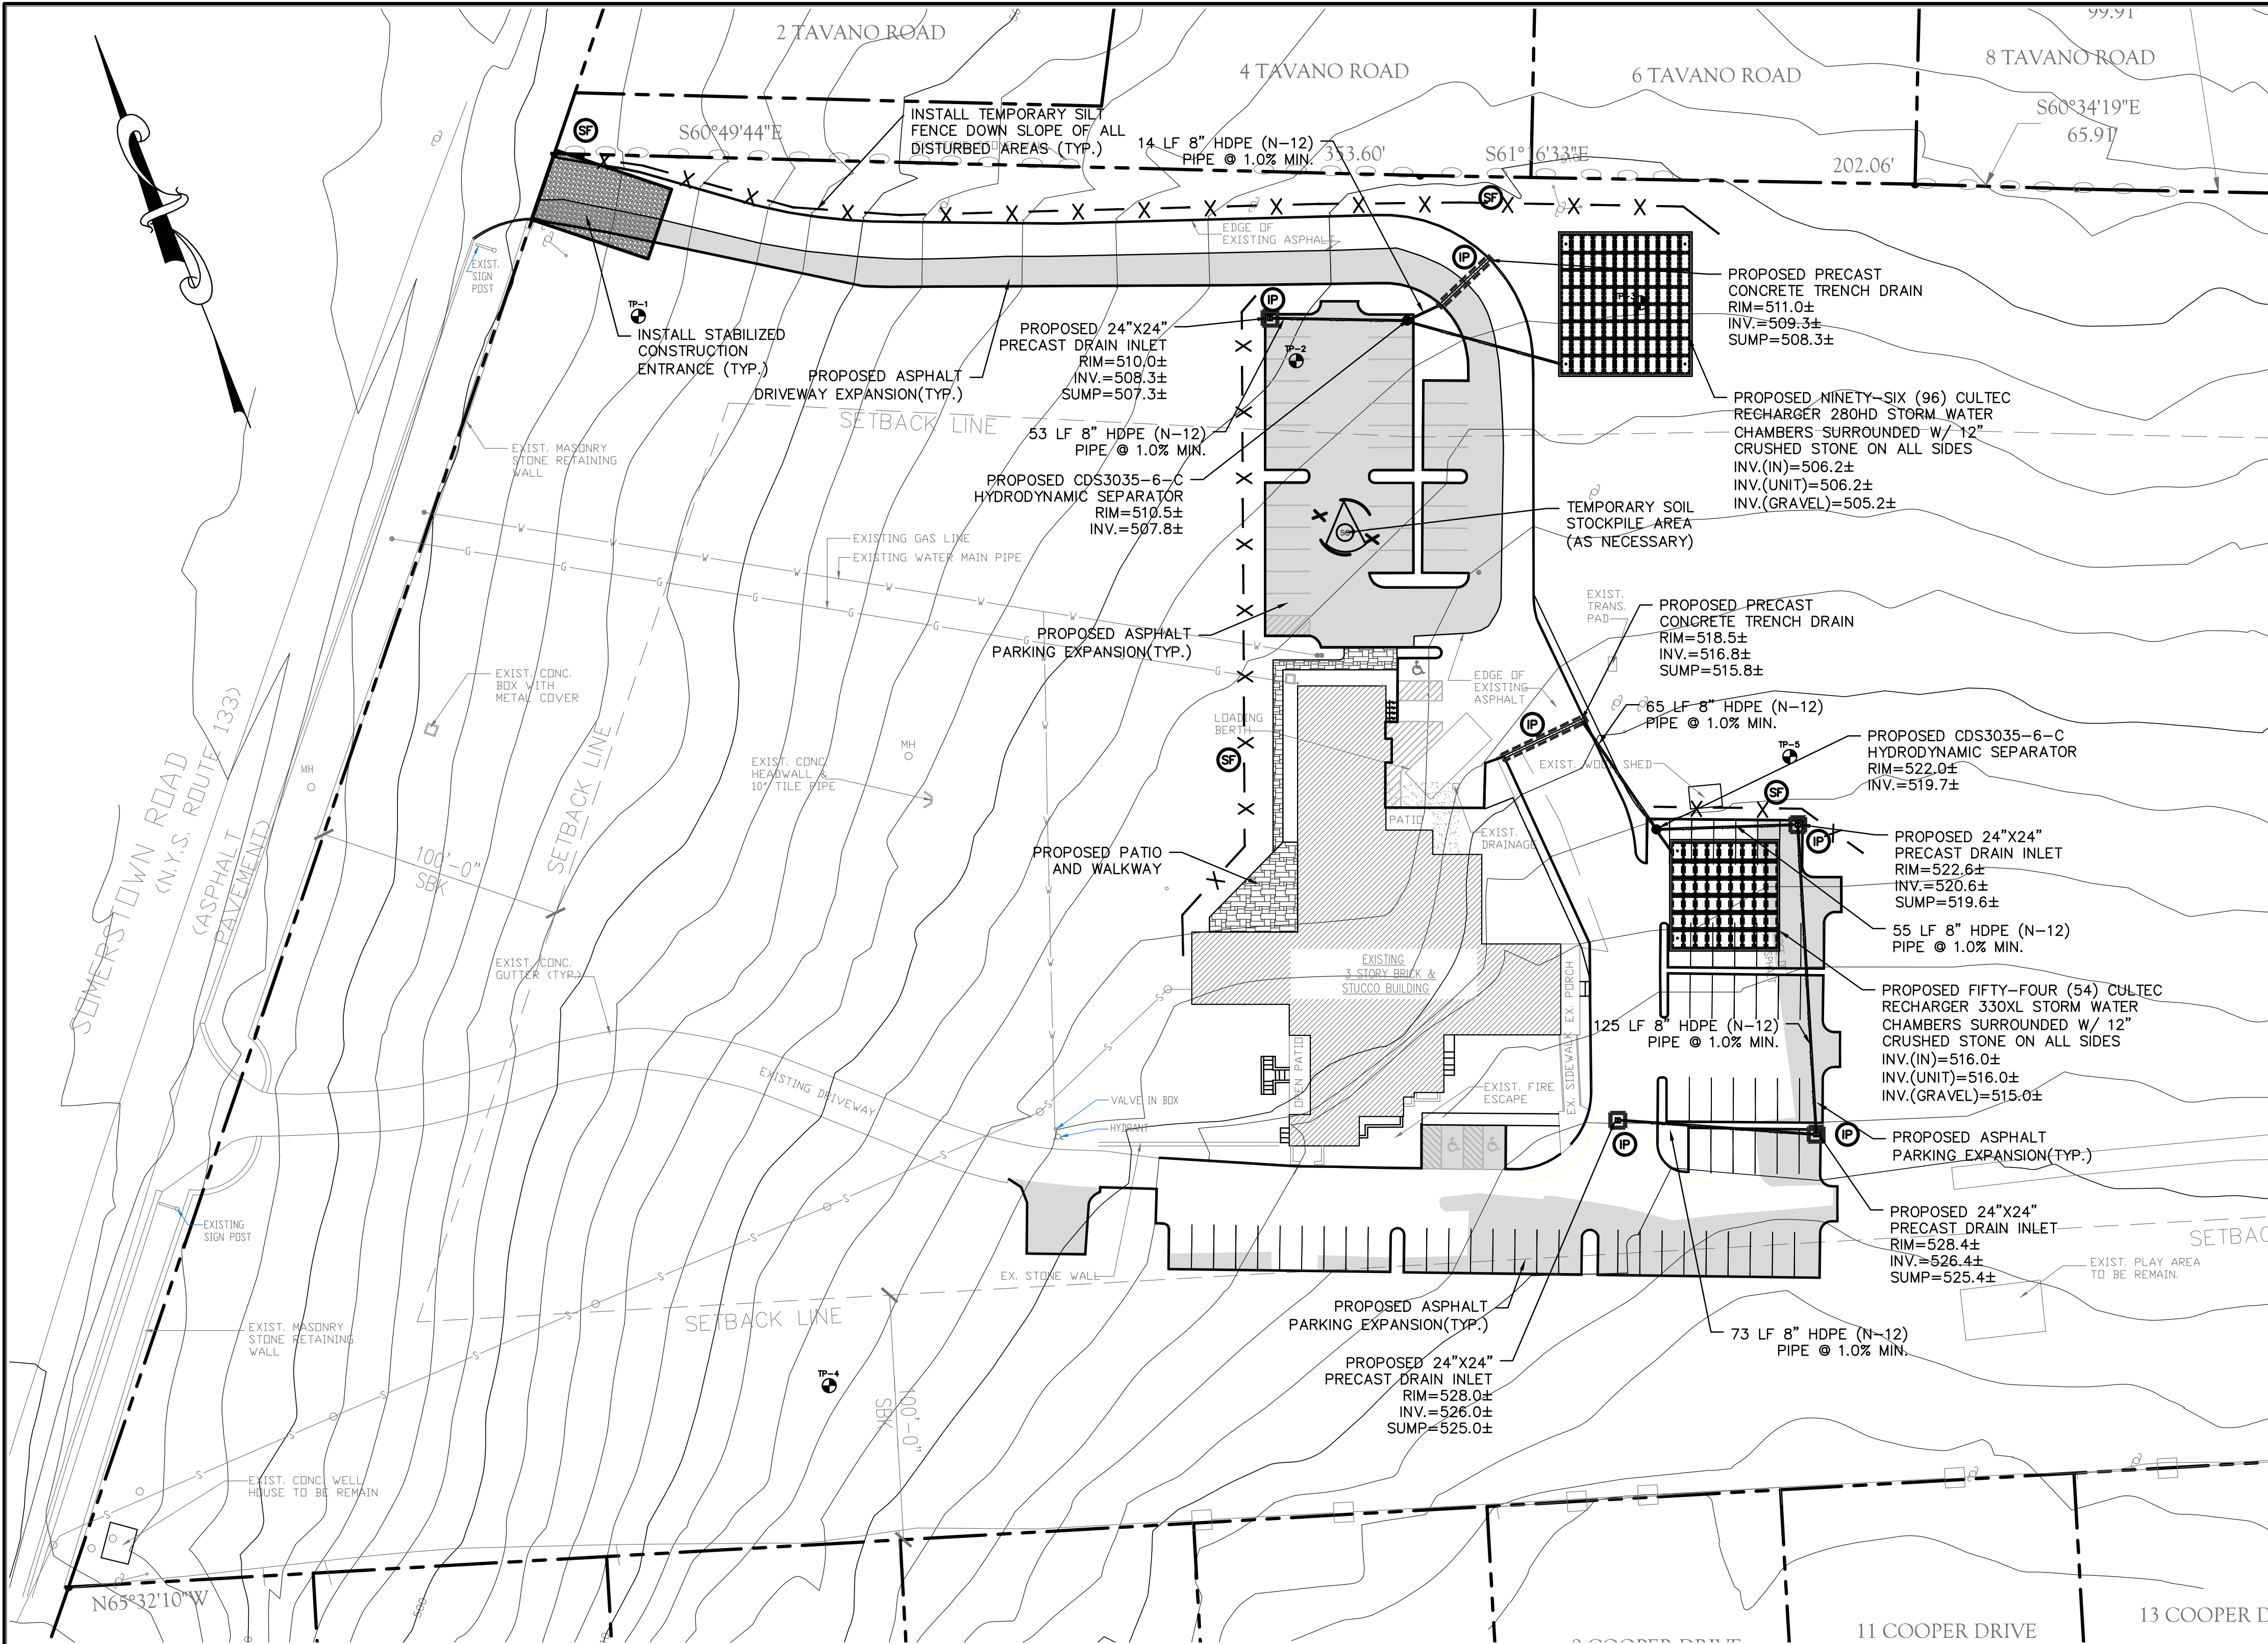 99.91
2 TAVANO ROAD
4 TAVANO ROAD
6 TAVANO ROAD
8 TAVANO ROAD
S60°34'19"E
65.91'
S60°49'44"E
353.60'
S61°16'33"E
202.06'
SF
INSTALL TEMPORARY SILT
FENCE DOWN SLOPE OF ALL
DISTURBED AREAS (TYP.)
14 LF 8" HDPE (N-12)
PIPE @ 1.0% MIN.
SF
EDGE OF
EXISTING ASPHALT
EXIST.
SIGN
POST
IP
IP
TP-1
INSTALL STABILIZED
CONSTRUCTION
ENTRANCE (TYP.)
PROPOSED ASPHALT
DRIVEWAY EXPANSION(TYP.)
PROPOSED 24"X24"
PRECAST DRAIN INLET
RIM=510.0±
INV.=508.3±
SUMP=507.3±
TP-2
TP-3
PROPOSED PRECAST
CONCRETE TRENCH DRAIN
RIM=511.0±
INV.=509.3±
SUMP=508.3±
SETBACK LINE
53 LF 8" HDPE (N-12)
PIPE @ 1.0% MIN.
PROPOSED CDS3035-6-C
HYDRODYNAMIC SEPARATOR
RIM=510.5±
INV.=507.8±
PROPOSED NINETY-SIX (96) CULTEC
RECHARGER 280HD STORM WATER
CHAMBERS SURROUNDED W/ 12"
CRUSHED STONE ON ALL SIDES
INV.(IN)=506.2±
INV.(UNIT)=506.2±
INV.(GRAVEL)=505.2±
EXIST. MASONRY
STONE RETAINING
WALL
TEMPORARY SOIL
STOCKPILE AREA
(AS NECESSARY)
EXISTING GAS LINE
EXISTING WATER MAIN PIPE
PROPOSED ASPHALT
PARKING EXPANSION(TYP.)
EXIST.
TRANS.
PAD
PROPOSED PRECAST
CONCRETE TRENCH DRAIN
RIM=518.5±
INV.=516.8±
SUMP=515.8±
EXIST. CONC.
BOX WITH
METAL COVER
EDGE OF
EXISTING
ASPHALT
LOADING
BERTH
IP
65 LF 8" HDPE (N-12)
PIPE @ 1.0% MIN.
TP-5
PROPOSED CDS3035-6-C
HYDRODYNAMIC SEPARATOR
RIM=522.0±
INV.=519.7±
MH
MH
SF
EXIST. CONC.
HEADWALL &
10" TILE PIPE
EXIST. WOOD SHED
SF
SOMERSTOWN ROAD
(N.Y.S. ROUTE 133)
(ASPHALT
PAVEMENT)
100'-0"
SBK
SETBACK LINE
PROPOSED PATIO
AND WALKWAY
PATIO
EXIST.
DRAINAGE
IP
PROPOSED 24"X24"
PRECAST DRAIN INLET
RIM=522.6±
INV.=520.6±
SUMP=519.6±
55 LF 8" HDPE (N-12)
PIPE @ 1.0% MIN.
EXIST. CONC.
GUTTER (TYP.)
EXISTING
3 STORY BRICK &
STUCCO BUILDING
EX. PORCH
EX. SIDEWALK
PROPOSED FIFTY-FOUR (54) CULTEC
RECHARGER 330XL STORM WATER
CHAMBERS SURROUNDED W/ 12"
CRUSHED STONE ON ALL SIDES
INV.(IN)=516.0±
INV.(UNIT)=516.0±
INV.(GRAVEL)=515.0±
125 LF 8" HDPE (N-12)
PIPE @ 1.0% MIN.
EXISTING DRIVEWAY
OPEN PATIO
EXIST. FIRE
ESCAPE
VALVE IN BOX
HYDRANT
IP
IP
PROPOSED ASPHALT
PARKING EXPANSION(TYP.)
EXISTING
SIGN POST
PROPOSED 24"X24"
PRECAST DRAIN INLET
RIM=528.4±
INV.=526.4±
SUMP=525.4±
SETBAC
EX. STONE WALL
EXIST. PLAY AREA
TO BE REMAIN.
SETBACK LINE
EXIST. MASONRY
STONE RETAINING
WALL
PROPOSED ASPHALT
PARKING EXPANSION(TYP.)
73 LF 8" HDPE (N-12)
PIPE @ 1.0% MIN.
TP-4
100'-0"
SBK
PROPOSED 24"X24"
PRECAST DRAIN INLET
RIM=528.0±
INV.=526.0±
SUMP=525.0±
EXIST. CONC. WELL
HOUSE TO BE REMAIN
N65°32'10"W
500
11 COOPER DRIVE
13 COOPER D